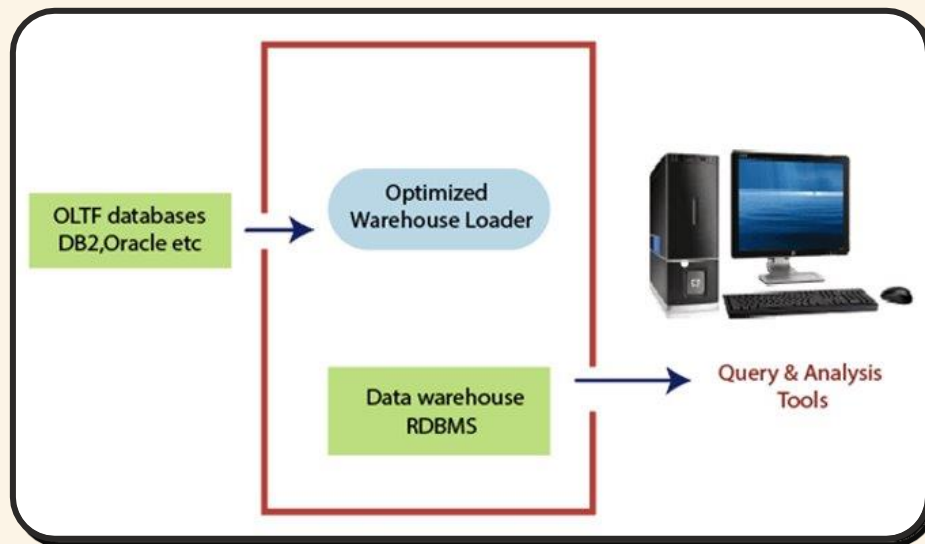 OLTF databases
DB2,Oracle etc
Optimized
Warehouse Loader
Data warehouse
RDBMS
Query & Analysis
Tools